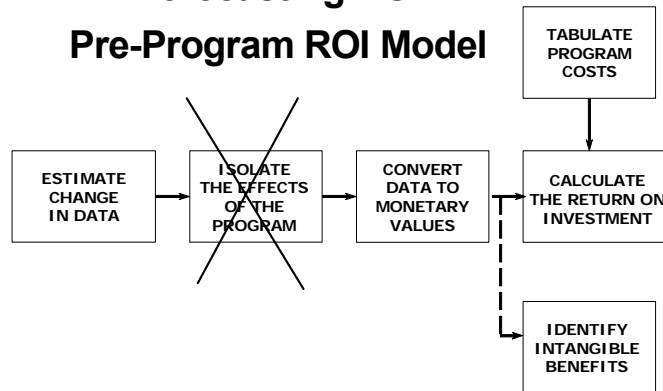 Pre-Program ROI Model
TABULATE
PROGRAM
COSTS
ESTIMATE
CHANGE
IN DATA
ISOLATE
THE EFFECTS
OF THE
PROGRAM
CONVERT
DATA TO
MONETARY
VALUES
CALCULATE
THE RETURN ON
INVESTMENT
IDENTIFY
INTANGIBLE
BENEFITS